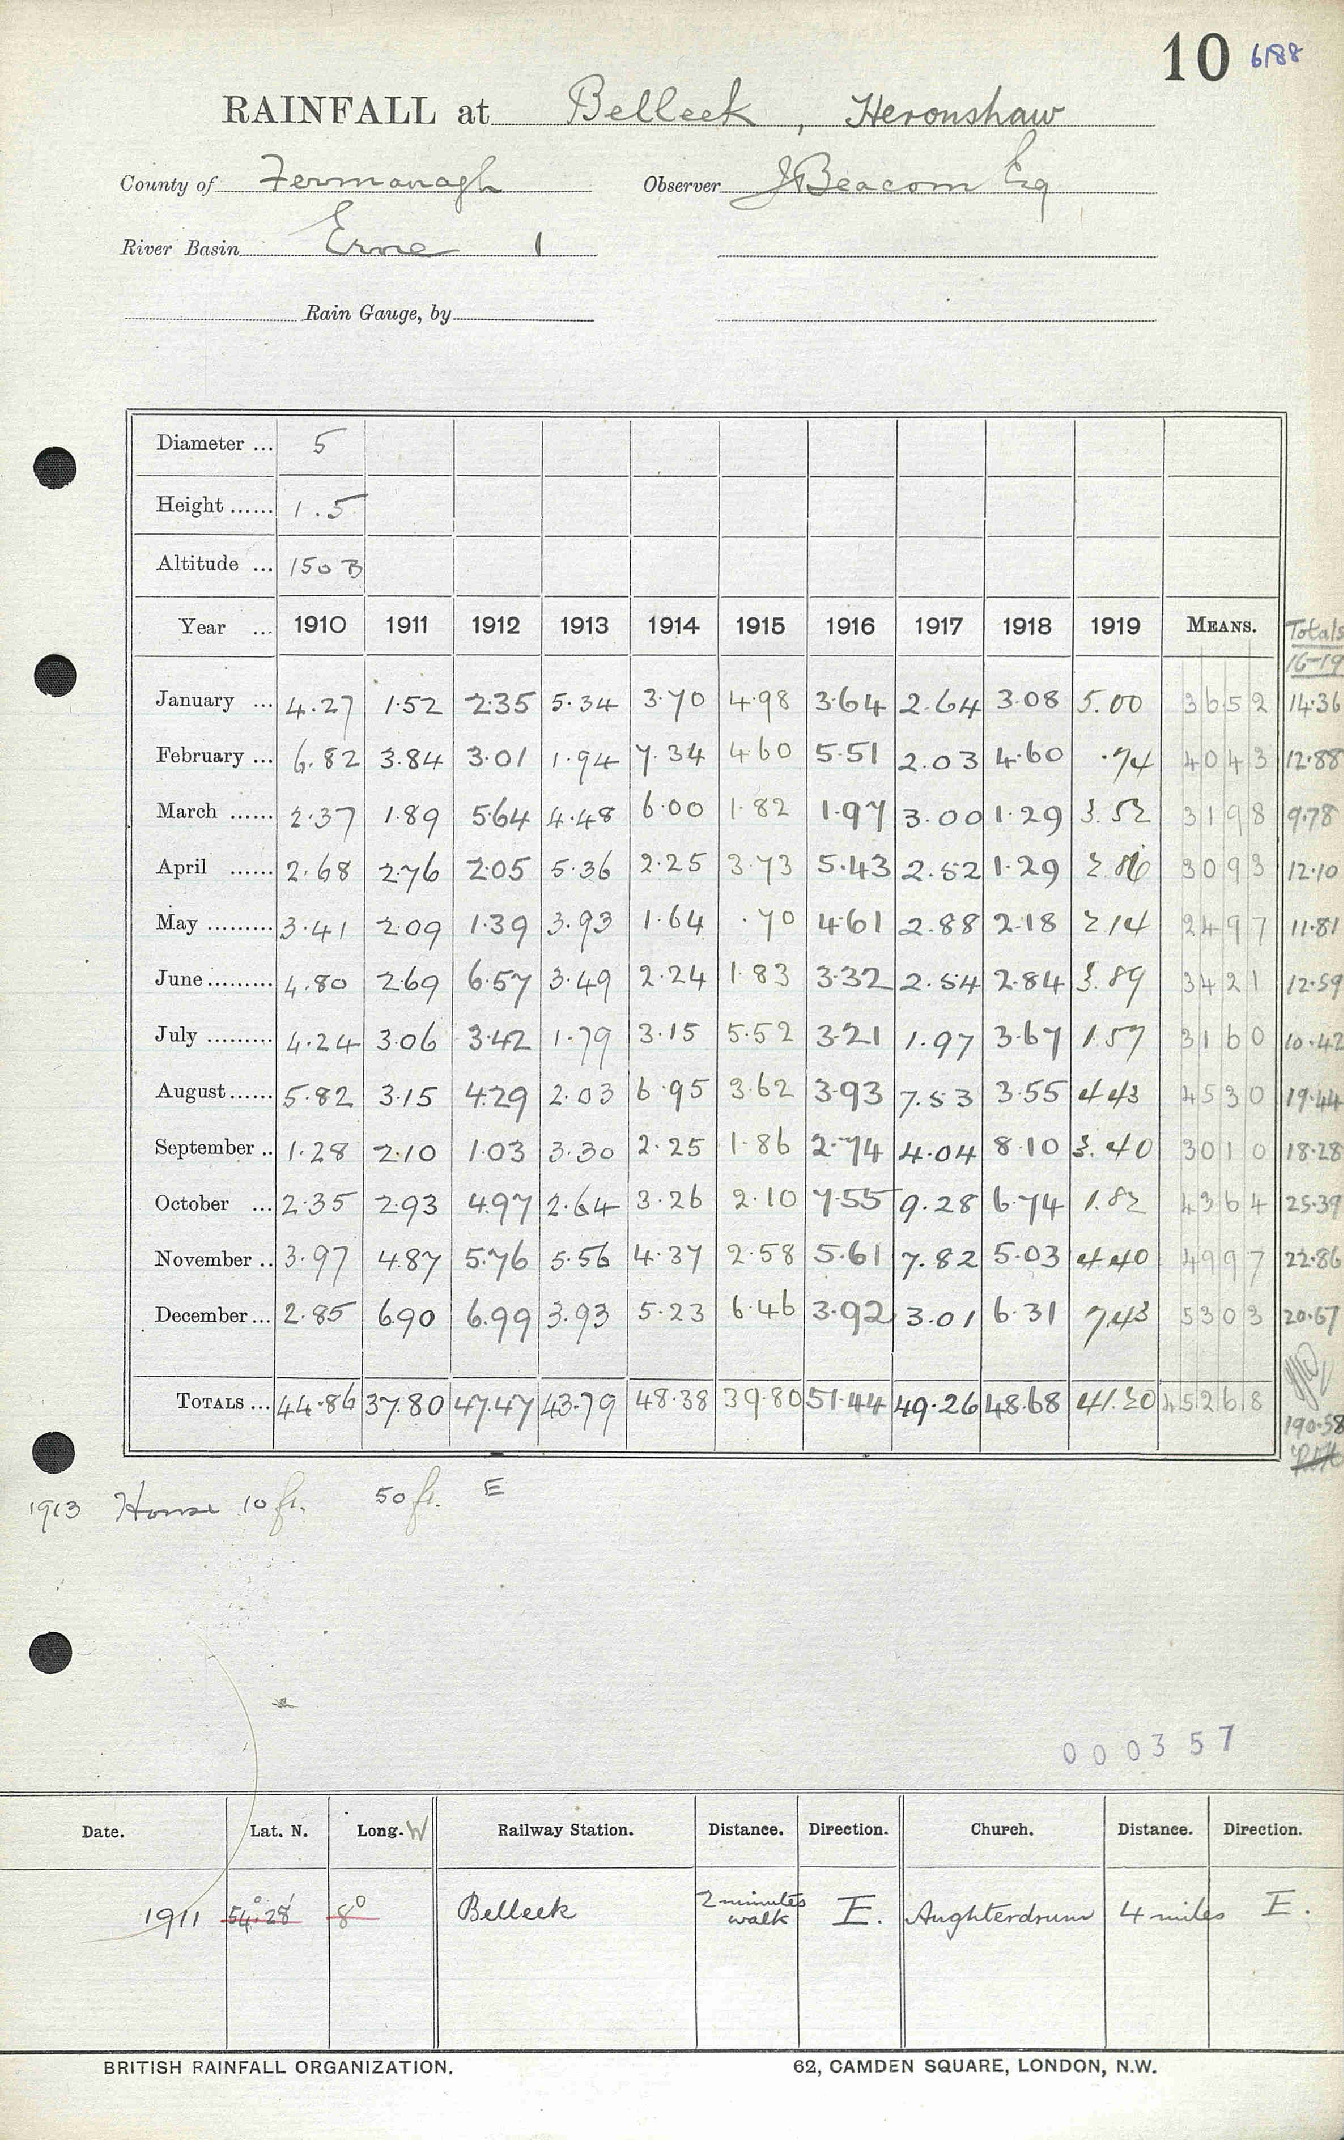 10 6188
RAINFALL at Belleek, Heronshaw
County of Fermanagh Observer J Beacom Esq
River Basin Erne 1
Rain Gauge, by
Diameter ... 5
Height ...... 1.5
Altitude ... 150 B
Year ... 1910 1911 1912 1913 1914 1915 1916 1917 1918 1919 MEANS. Totals 16-19
January ... 4.27 1.52 2.35 5.34 3.70 4.98 3.64 2.64 3.08 5.00 3652 14.36
February ... 6.82 3.84 3.01 1.94 7.34 4.60 5.51 2.03 4.60 .74 4043 12.88
March ...... 2.37 1.89 5.64 4.48 6.00 1.82 1.97 3.00 1.29 3.52 3198 9.78
April ...... 2.68 2.76 2.05 5.36 2.25 3.73 5.43 2.52 1.29 2.86 3093 12.10
May ......... 3.41 2.09 1.39 3.93 1.64 .70 4.61 2.88 2.18 2.14 2497 11.81
June ......... 4.80 2.69 6.57 3.49 2.24 1.83 3.32 2.54 2.84 3.89 3421 12.59
July ......... 4.24 3.06 3.42 1.79 3.15 5.52 3.21 1.97 3.67 1.57 3160 10.42
August ...... 5.82 3.15 4.29 2.03 6.95 3.62 3.93 7.53 3.55 4.43 4530 19.44
September .. 1.28 2.10 1.03 3.30 2.25 1.86 2.74 4.04 8.10 3.40 3010 18.28
October ... 2.35 2.93 4.97 2.64 3.26 2.10 7.55 9.28 6.74 1.82 4364 25.39
November .. 3.97 4.87 5.76 5.56 4.37 2.58 5.61 7.82 5.03 4.40 4997 22.86
December ... 2.85 6.90 6.99 3.93 5.23 6.46 3.92 3.01 6.31 7.43 5303 20.67
TOTALS ... 44.86 37.80 47.47 43.79 48.38 39.80 51.44 49.26 48.68 41.20 45268
190.58
1913 House 10 ft. 50 ft. E
000357
Date. Lat. N. Long. W Railway Station. Distance. Direction. Church. Distance. Direction.
1911 54° 28' 8° Belleek 2 minutes walk E. Aughterdrum 4 miles E.
BRITISH RAINFALL ORGANIZATION. 62, CAMDEN SQUARE, LONDON, N.W.